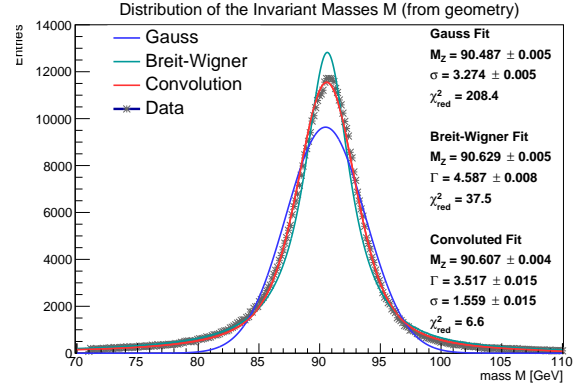 Distribution of the Invariant Masses M (from geometry)
Entries
14000
12000
10000
8000
6000
4000
2000
0
Gauss
Breit-Wigner
Convolution
Data
Gauss Fit
M_Z = 90.487 ± 0.005
σ = 3.274 ± 0.005
χ²_red = 208.4
Breit-Wigner Fit
M_Z = 90.629 ± 0.005
Γ = 4.587 ± 0.008
χ²_red = 37.5
Convoluted Fit
M_Z = 90.607 ± 0.004
Γ = 3.517 ± 0.015
σ = 1.559 ± 0.015
χ²_red = 6.6
70 75 80 85 90 95 100 105 110
mass M [GeV]